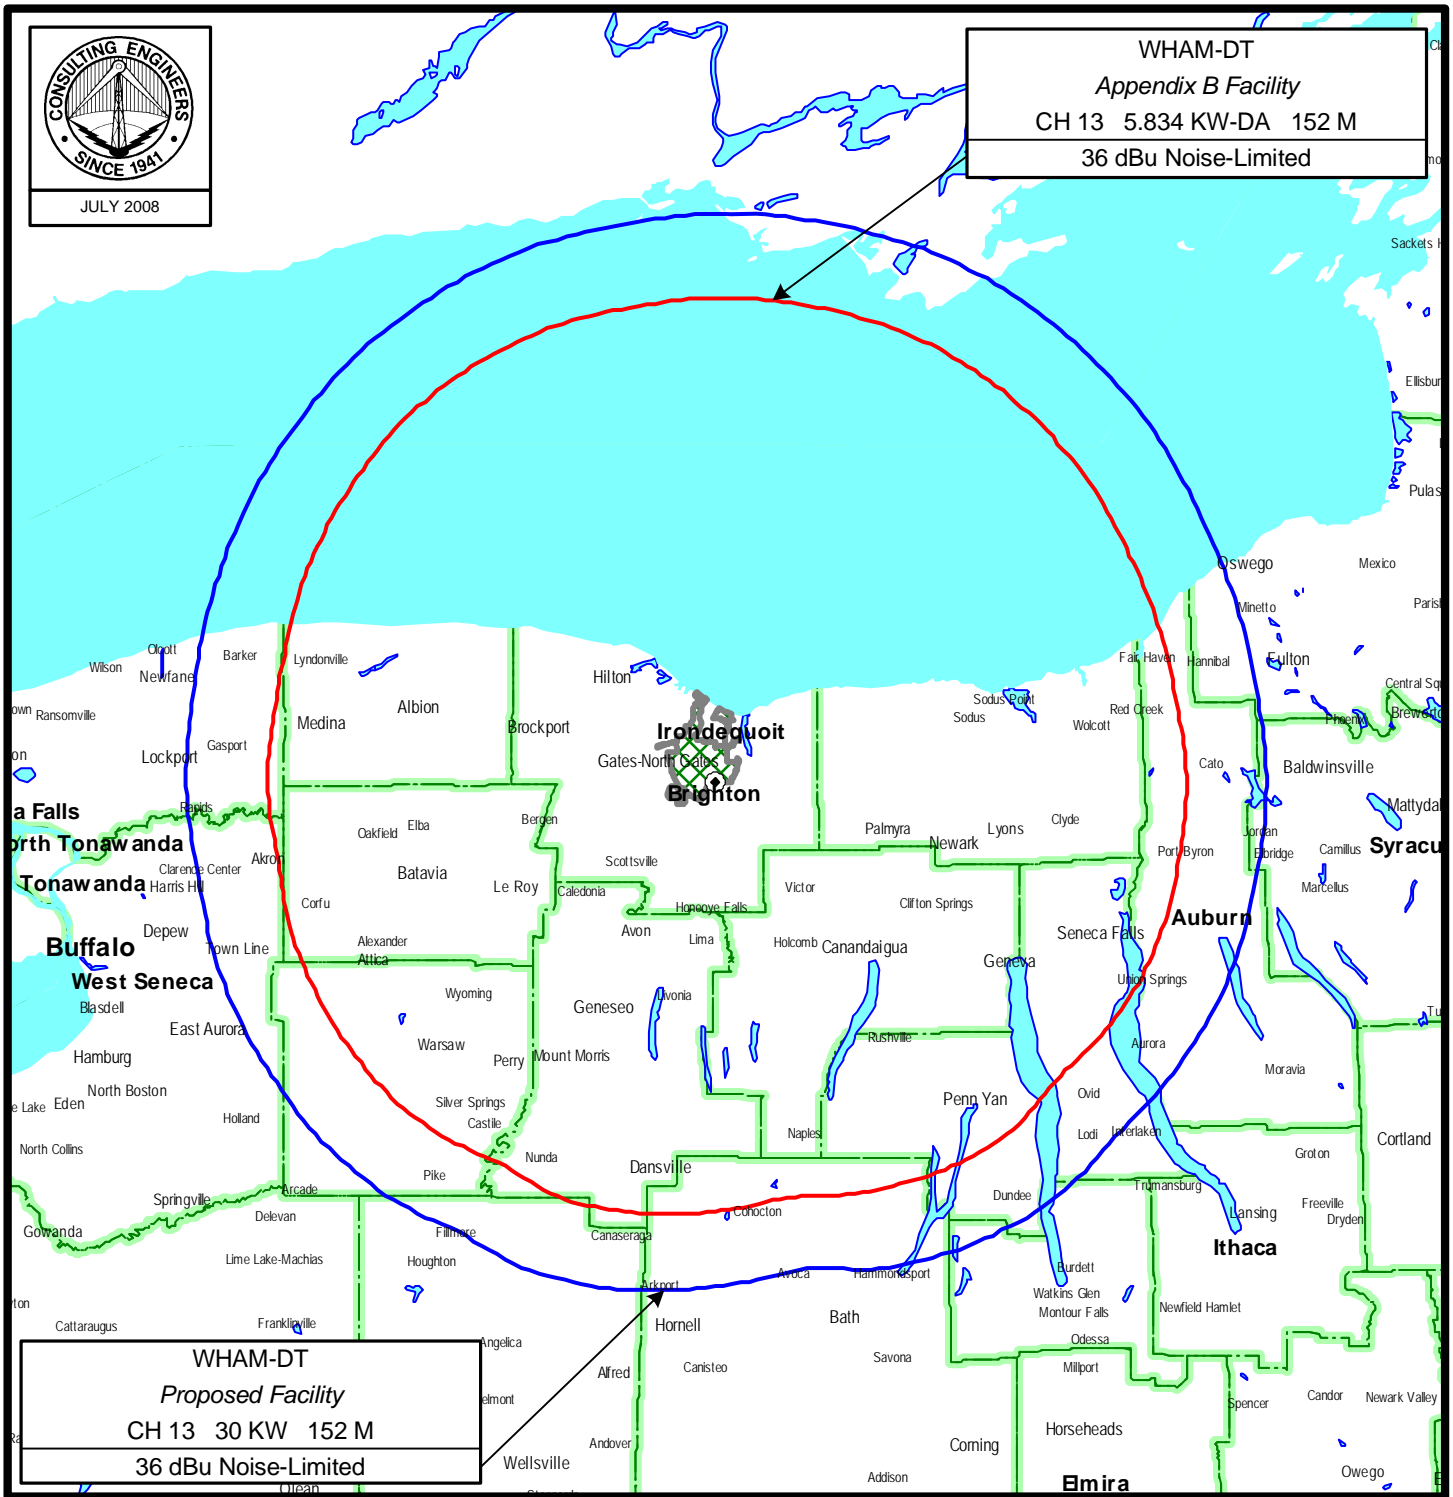 CONSULTING ENGINEERS
SINCE 1941
JULY 2008
WHAM-DT
Appendix B Facility
CH 13 5.834 KW-DA 152 M
36 dBu Noise-Limited
Sackets
Ellisbur
Pulas
Oswego
Mexico
Minetto
Parish
Olcott
Barker
Lyndonville
Wilson
Newfane
Hilton
Fair Haven
Hannibal
Fulton
Central Sq
own
Ransomville
Medina
Albion
Brockport
Irondequoit
Sodus Point
Sodus
Wolcott
Red Creek
Phoenix
Brewerto
on
Lockport
Gasport
Gates-North Gates
Cato
Baldwinsville
Brighton
a Falls
Rapids
Mattydal
orth Tonawanda
Oakfield
Elba
Bergen
Palmyra
Newark
Lyons
Clyde
Jordan
Clarence Center
Akron
Scottsville
Port Byron
Elbridge
Camillus
Syracu
Tonawanda
Harris Hill
Batavia
Le Roy
Caledonia
Victor
Marcellus
Corfu
Honeoye Falls
Clifton Springs
Auburn
Depew
Avon
Lima
Seneca Falls
Buffalo
Town Line
Alexander
Attica
Holcomb
Canandaigua
Geneva
West Seneca
Wyoming
Livonia
Union Springs
Blasdell
Geneseo
Tu
East Aurora
Warsaw
Perry
Mount Morris
Rushville
Aurora
Hamburg
Moravia
North Boston
e Lake
Eden
Holland
Silver Springs
Castile
Penn Yan
Ovid
North Collins
Nunda
Naples
Lodi
Interlaken
Cortland
Groton
Pike
Dansville
Springville
Arcade
Dundee
Trumansburg
Delevan
Cohocton
Lansing
Freeville
Dryden
Gowanda
Fillmore
Canaseraga
Ithaca
Lime Lake-Machias
Houghton
Arkport
Avoca
Hammondsport
Burdett
yton
Watkins Glen
Montour Falls
Newfield Hamlet
Cattaraugus
Franklinville
Hornell
Bath
Odessa
Angelica
Savona
Millport
WHAM-DT
Proposed Facility
CH 13 30 KW 152 M
36 dBu Noise-Limited
Alfred
Canisteo
elmont
Spencer
Candor
Newark Valley
Andover
Corning
Horseheads
Wellsville
Addison
Elmira
Owego
Olean